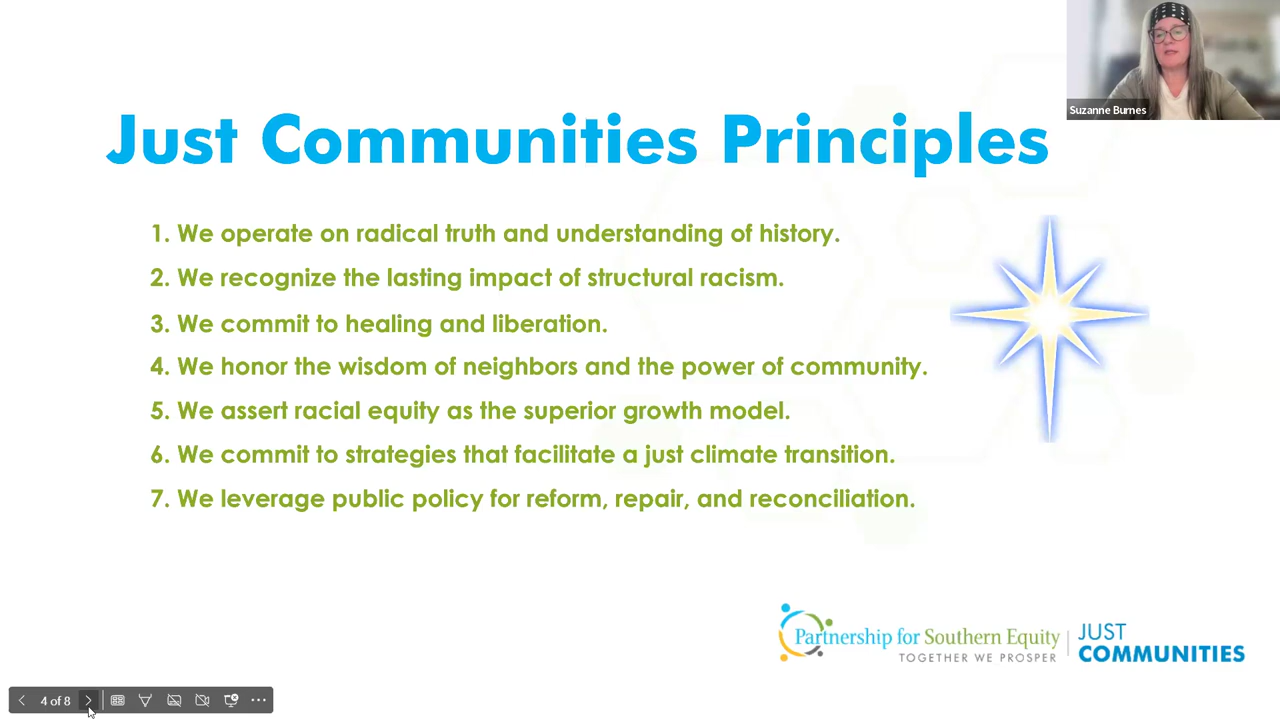 Suzanne Burnes
Just Communities Principles
1. We operate on radical truth and understanding of history.
2. We recognize the lasting impact of structural racism.
3. We commit to healing and liberation.
4. We honor the wisdom of neighbors and the power of community.
5. We assert racial equity as the superior growth model.
6. We commit to strategies that facilitate a just climate transition.
7. We leverage public policy for reform, repair, and reconciliation.
Partnership for Southern Equity
TOGETHER WE PROSPER
JUST
COMMUNITIES
4 of 8